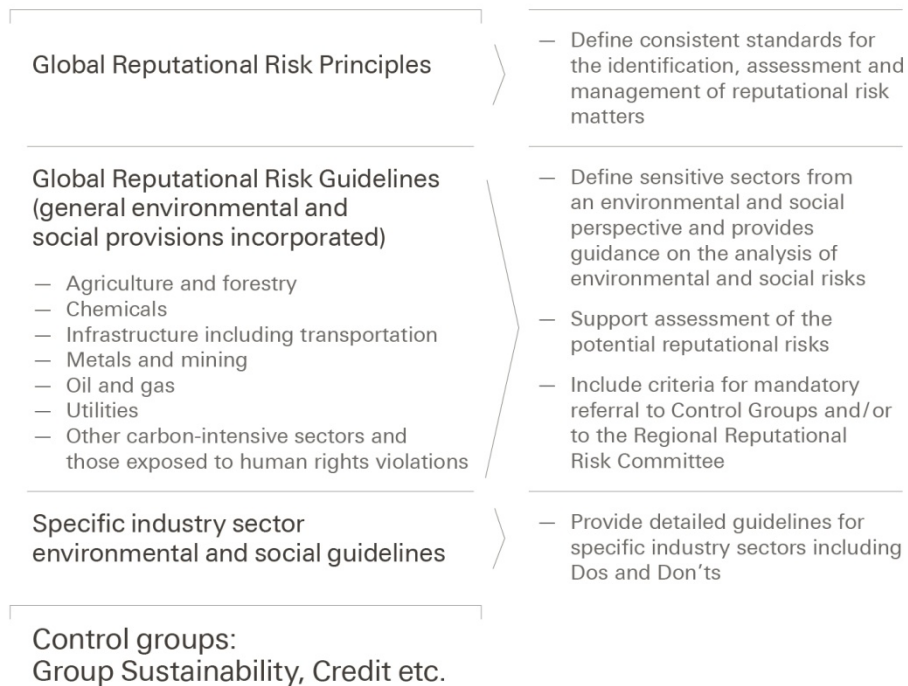 Global Reputational Risk Principles
— Define consistent standards for
the identification, assessment and
management of reputational risk
matters
Global Reputational Risk Guidelines
(general environmental and
social provisions incorporated)
— Agriculture and forestry
— Chemicals
— Infrastructure including transportation
— Metals and mining
— Oil and gas
— Utilities
— Other carbon-intensive sectors and
those exposed to human rights violations
— Define sensitive sectors from
an environmental and social
perspective and provides
guidance on the analysis of
environmental and social risks
— Support assessment of the
potential reputational risks
— Include criteria for mandatory
referral to Control Groups and/or
to the Regional Reputational
Risk Committee
Specific industry sector
environmental and social guidelines
— Provide detailed guidelines for
specific industry sectors including
Dos and Don’ts
Control groups:
Group Sustainability, Credit etc.